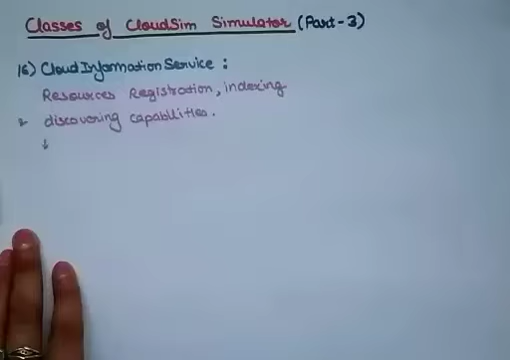 Classes of CloudSim Simulator (Part-3)
16) Cloud Information Service :
Resources Registration, indexing
& discovering capabilities.
↓